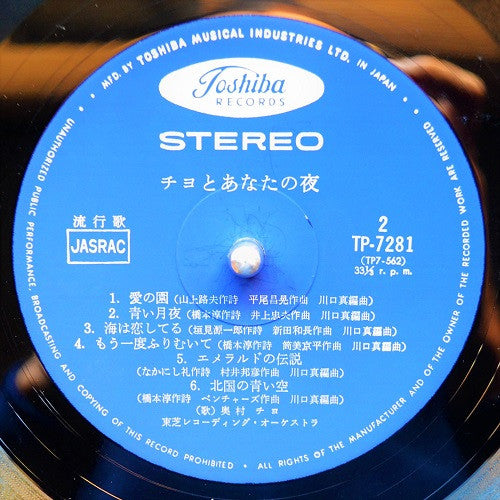 MFD. BY TOSHIBA MUSICAL INDUSTRIES LTD. IN JAPAN
ALL RIGHTS OF THE MANUFACTURER AND OF THE OWNER OF THE RECORDED WORK ARE RESERVED
UNAUTHORIZED PUBLIC PERFORMANCE, BROADCASTING AND COPYING OF THIS RECORD PROHIBITED
Toshiba
RECORDS
STEREO
チヨとあなたの夜
流行歌
JASRAC
2
TP-7281
(TP7-562)
33⅓ r. p. m.
1. 愛の園(山上路夫作詩 平尾昌晃作曲 川口真編曲)
2. 青い月夜(橋本淳作詩 井上忠夫作曲 川口真編曲)
3. 海は恋してる(垣見源一郎作詩 新田和長作曲 川口真編曲)
4. もう一度ふりむいて(橋本淳作詩 筒美京平作曲 川口真編曲)
5. エメラルドの伝説
(なかにし礼作詩 村井邦彦作曲 川口真編曲)
6. 北国の青い空
(橋本淳作詩 ベンチャーズ作曲 川口真編曲)
(歌) 奥村 チヨ
東芝レコーディング・オーケストラ